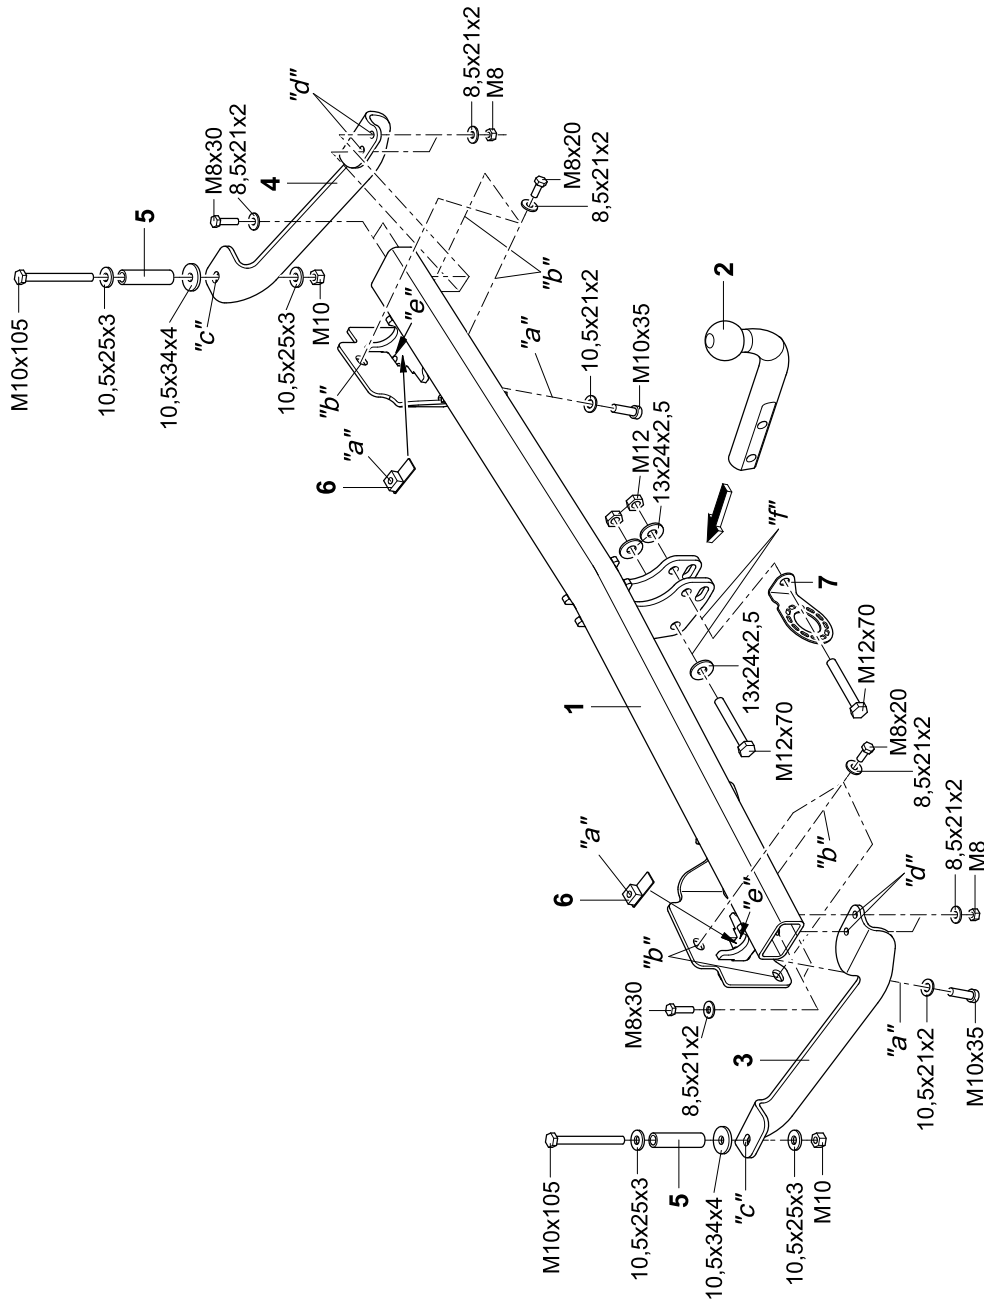 M10x105
10,5x25x3
5
10,5x34x4
"c"
10,5x25x3
M10
M8x30
8,5x21x2
4
"d"
8,5x21x2
M8
M8x20
8,5x21x2
"b"
"e"
"b"
"a"
6
"a"
10,5x21x2
M10x35
2
M12
13x24x2,5
"f"
7
M12x70
13x24x2,5
M12x70
1
M8x20
8,5x21x2
"b"
"a"
6
"e"
"b"
8,5x21x2
M8
"d"
M8x30
8,5x21x2
3
"a"
10,5x21x2
M10x35
M10x105
10,5x25x3
5
10,5x34x4
"c"
10,5x25x3
M10